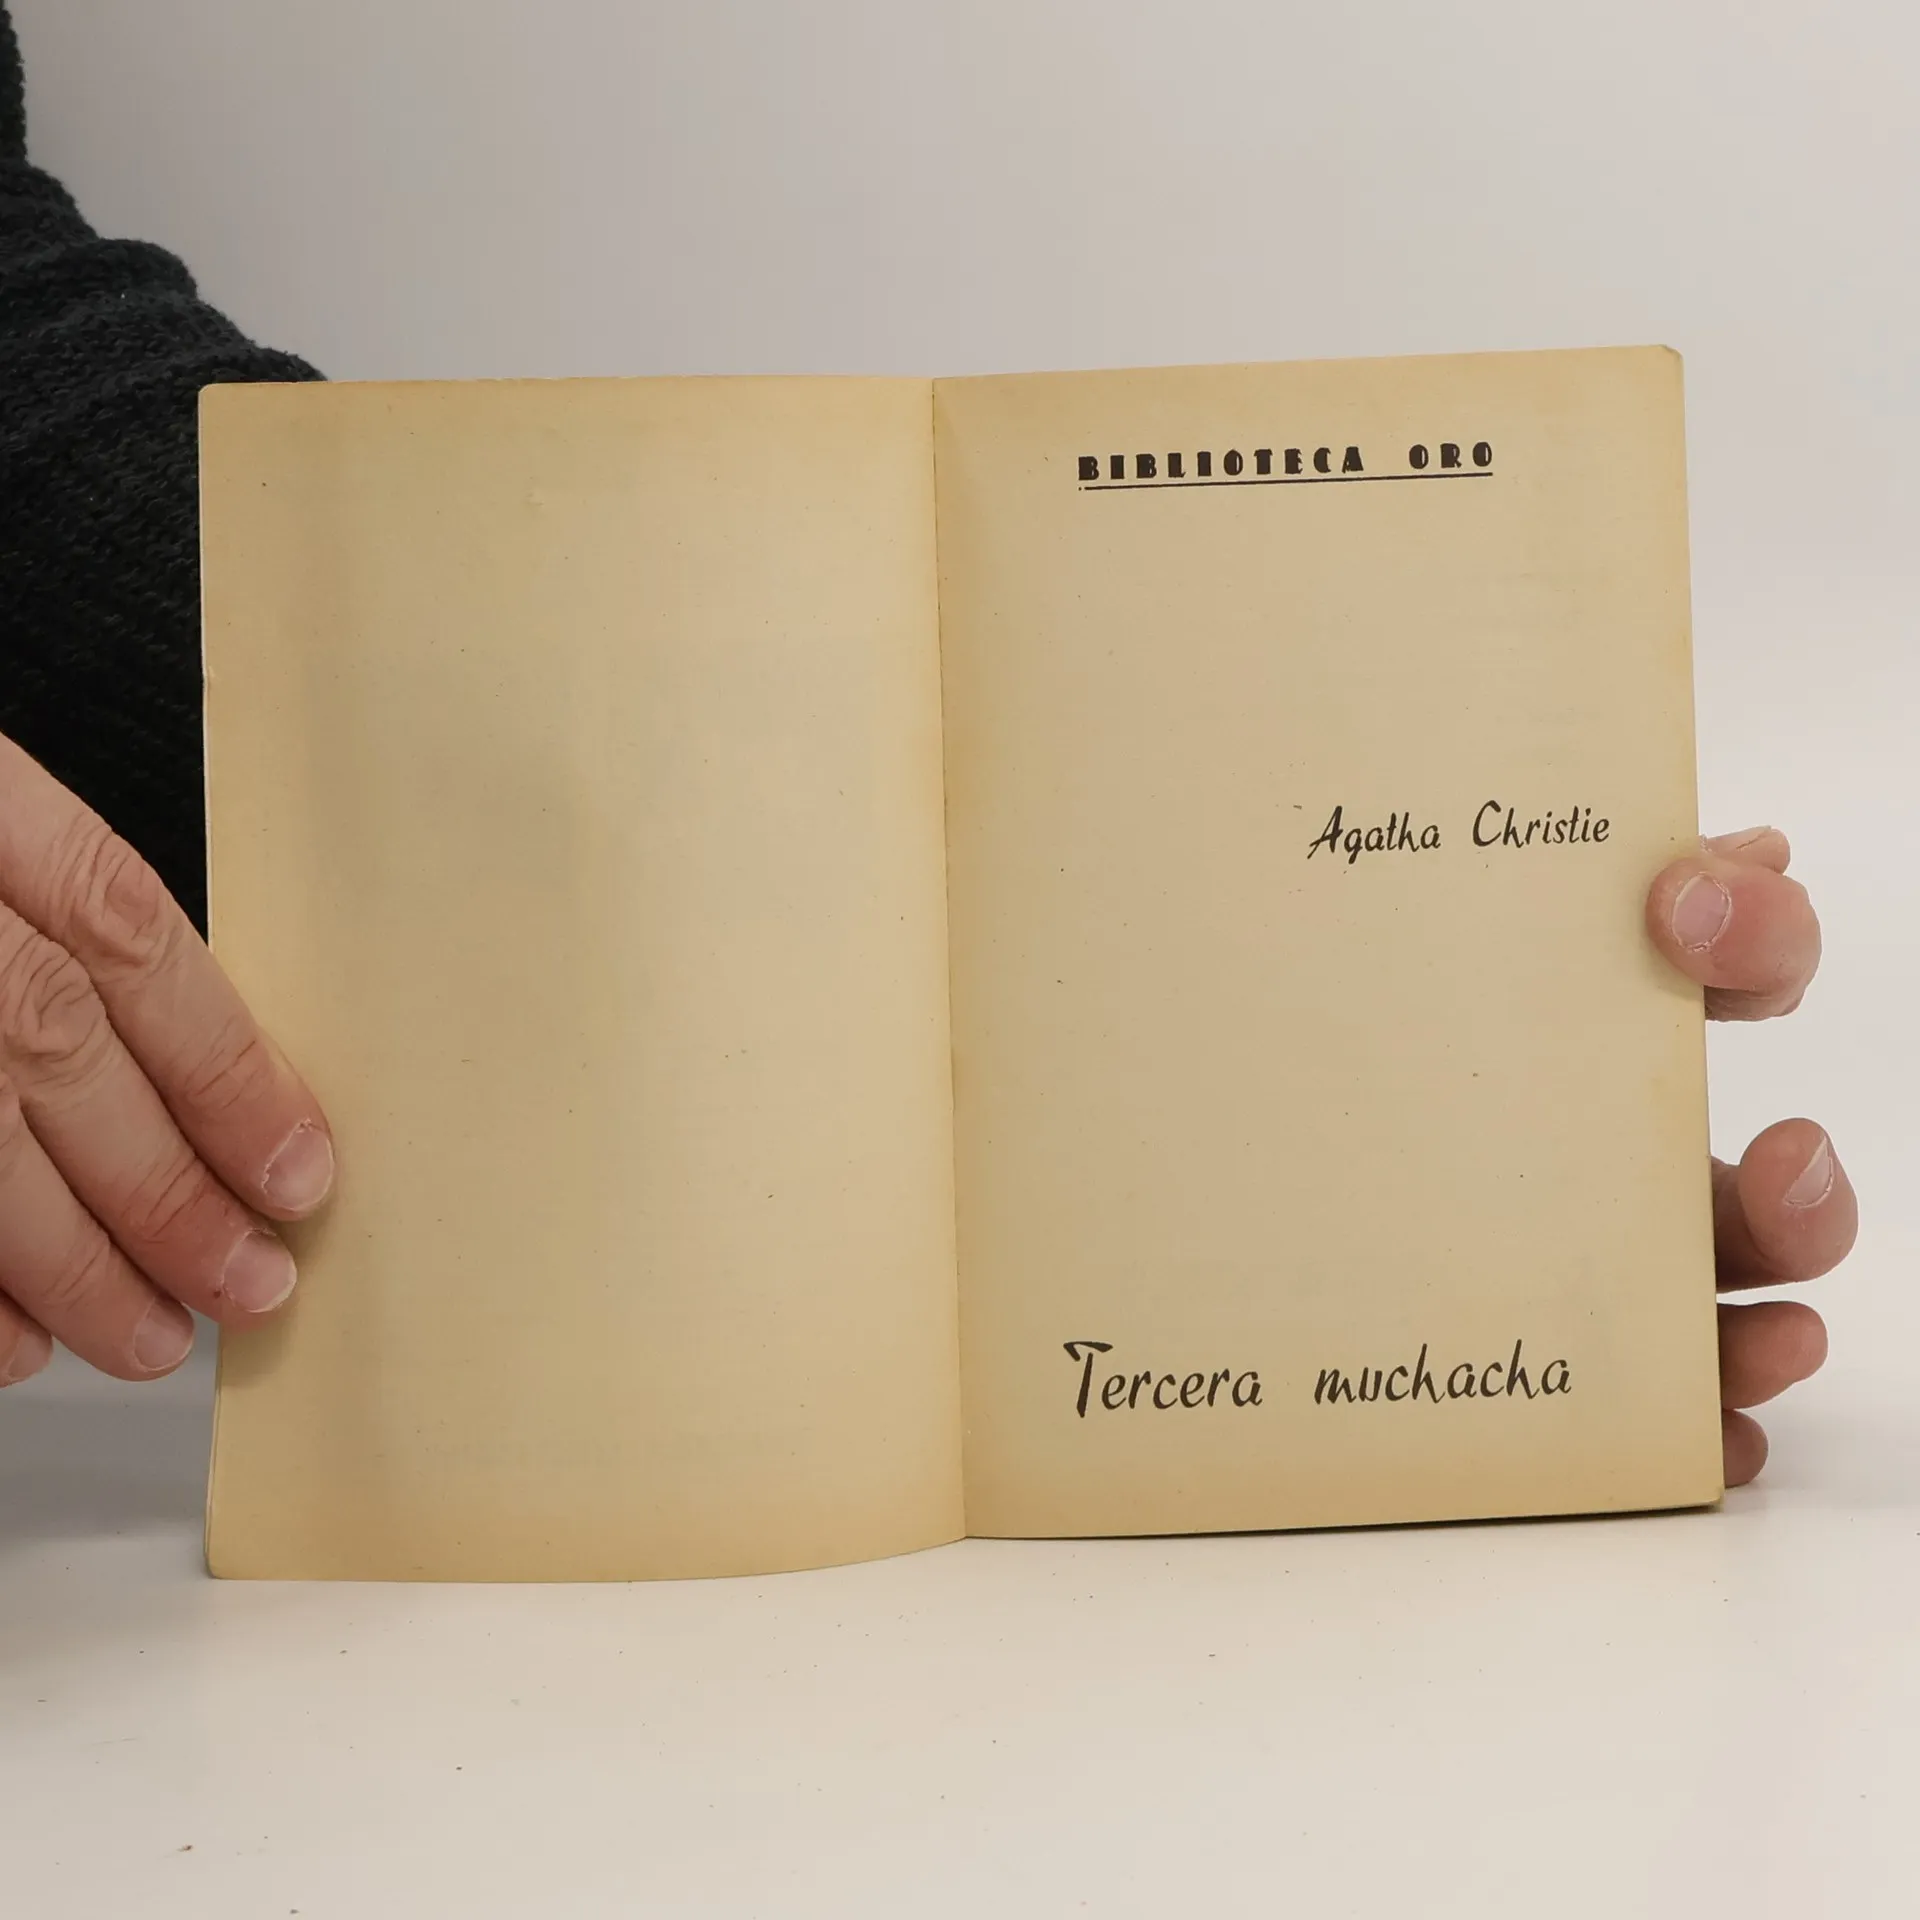 BIBLIOTECA ORO
Agatha Christie
Tercera muchacha